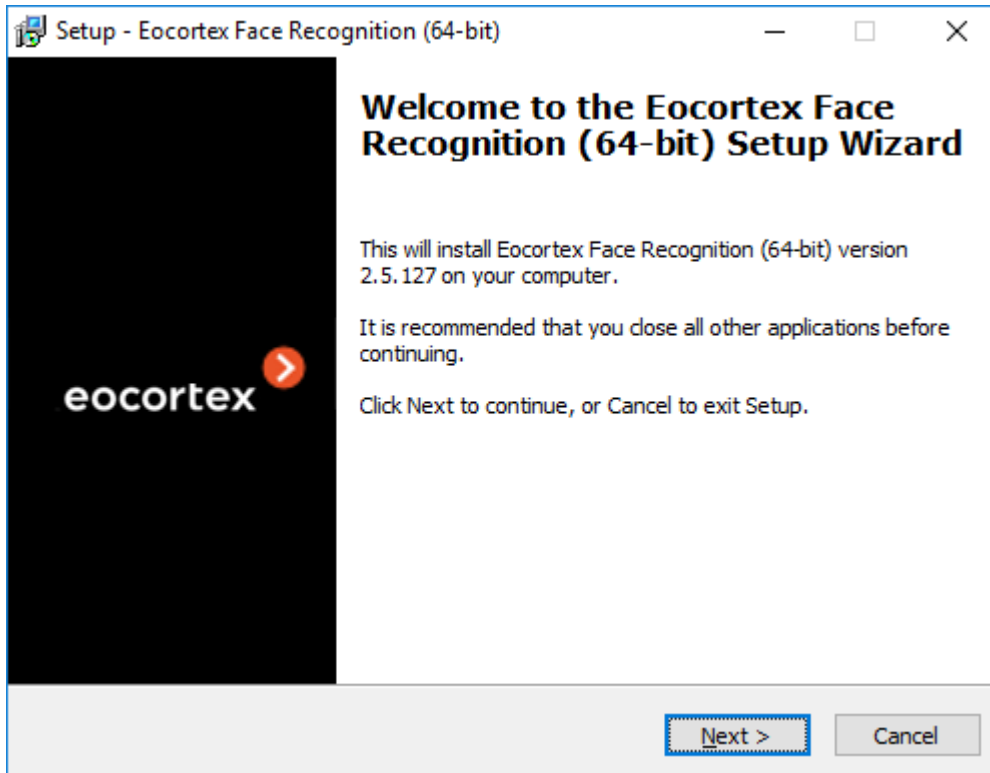 Setup - Eocortex Face Recognition (64-bit)
Welcome to the Eocortex Face
Recognition (64-bit) Setup Wizard
This will install Eocortex Face Recognition (64-bit) version
2.5.127 on your computer.
It is recommended that you close all other applications before
continuing.
eocortex
Click Next to continue, or Cancel to exit Setup.
Next >
Cancel